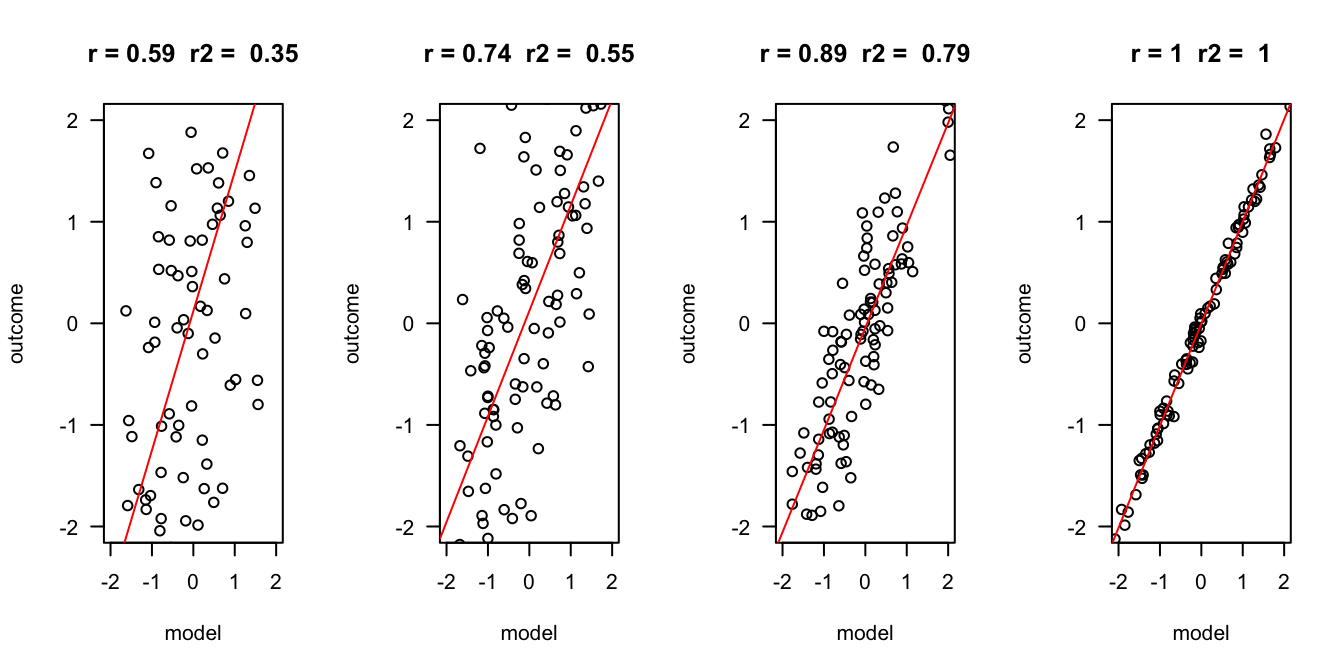 r = 0.59 r2 = 0.35
2
1
0
-1
-2
-2 -1 0 1 2
outcome
model
r = 0.74 r2 = 0.55
2
1
0
-1
-2
-2 -1 0 1 2
outcome
model
r = 0.89 r2 = 0.79
2
1
0
-1
-2
-2 -1 0 1 2
outcome
model
r = 1 r2 = 1
2
1
0
-1
-2
-2 -1 0 1 2
outcome
model